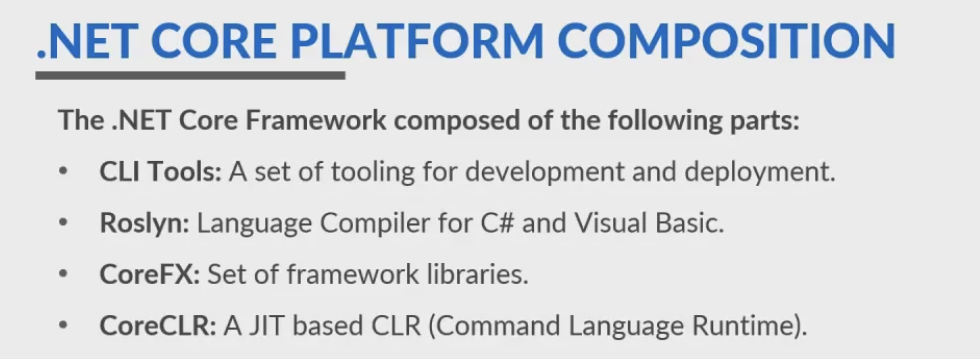 .NET CORE PLATFORM COMPOSITION
The .NET Core Framework composed of the following parts:
• CLI Tools: A set of tooling for development and deployment.
• Roslyn: Language Compiler for C# and Visual Basic.
• CoreFX: Set of framework libraries.
• CoreCLR: A JIT based CLR (Command Language Runtime).